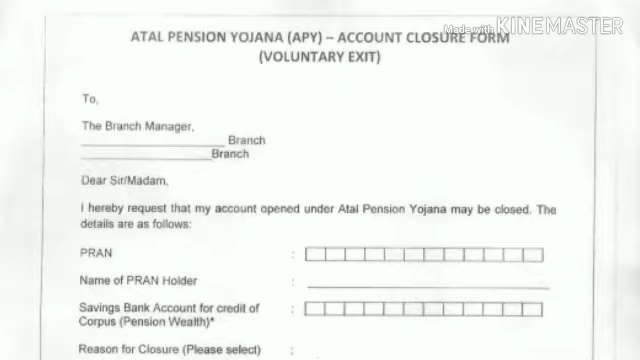 Made with KINEMASTER
ATAL PENSION YOJANA (APY) – ACCOUNT CLOSURE FORM
(VOLUNTARY EXIT)
To,
The Branch Manager,
____________________ Branch
__________________Branch
Dear Sir/Madam,
I hereby request that my account opened under Atal Pension Yojana may be closed. The
details are as follows:
PRAN :
Name of PRAN Holder : ____________________
Savings Bank Account for credit of :
Corpus (Pension Wealth)*
Reason for Closure (Please select) :